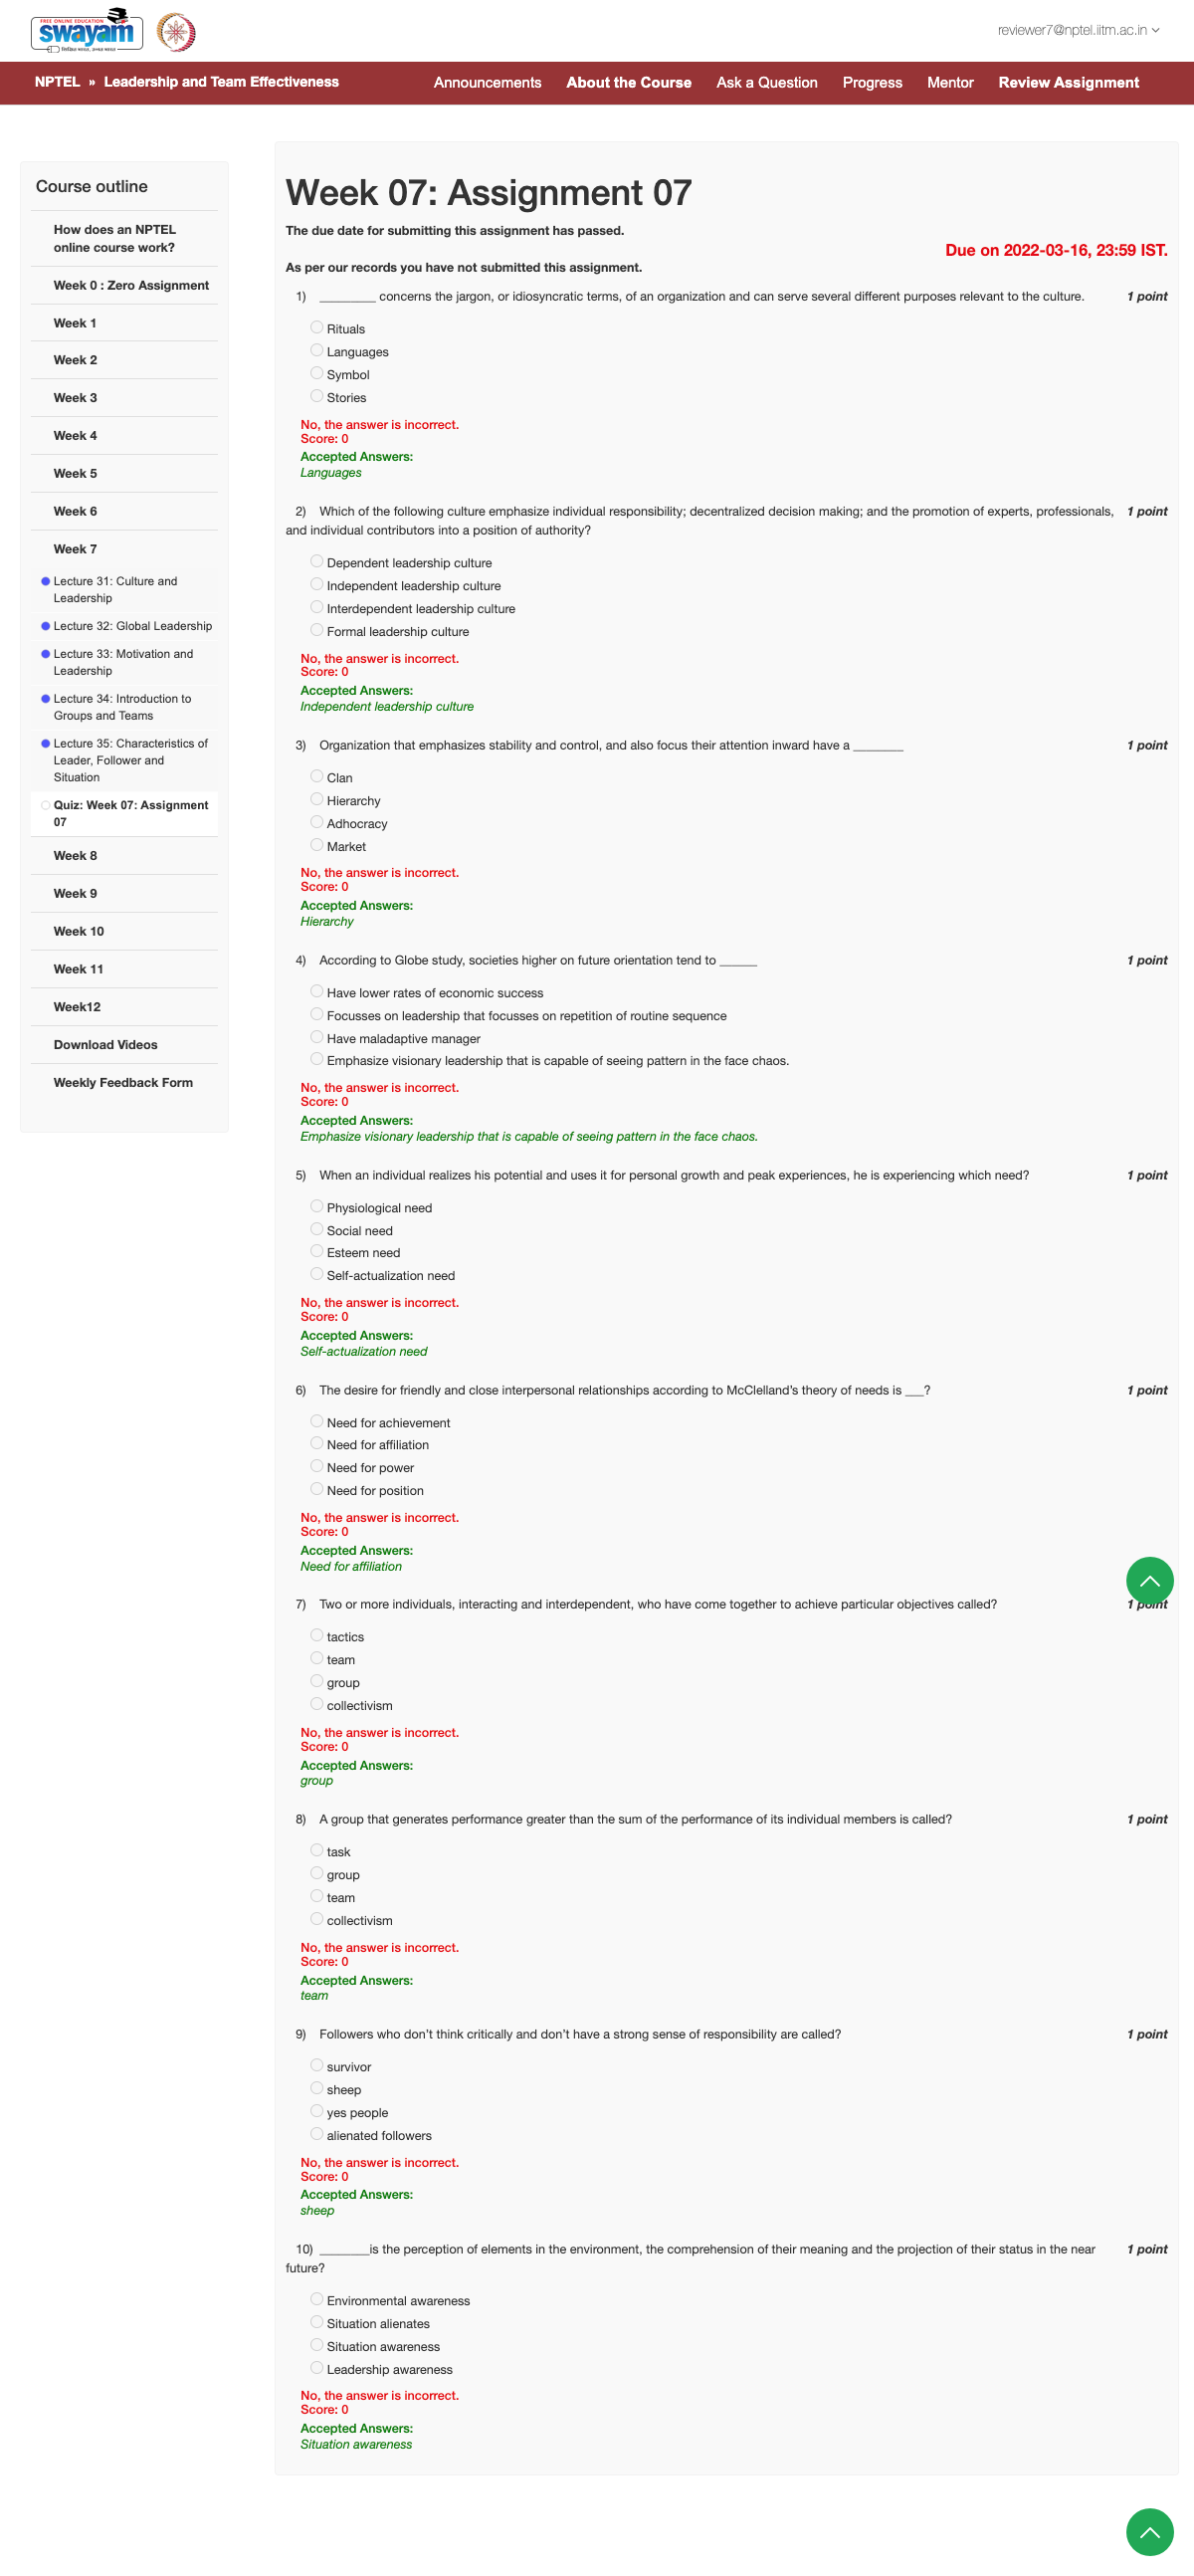 FREE ONLINE EDUCATION
swayam
reviewer7@nptel.iitm.ac.in
NPTEL » Leadership and Team Effectiveness
Announcements About the Course Ask a Question Progress Mentor Review Assignment
Course outline
How does an NPTEL
online course work?
Week 0 : Zero Assignment
Week 1
Week 2
Week 3
Week 4
Week 5
Week 6
Week 7
Lecture 31: Culture and
Leadership
Lecture 32: Global Leadership
Lecture 33: Motivation and
Leadership
Lecture 34: Introduction to
Groups and Teams
Lecture 35: Characteristics of
Leader, Follower and
Situation
Quiz: Week 07: Assignment
07
Week 8
Week 9
Week 10
Week 11
Week12
Download Videos
Weekly Feedback Form
Week 07: Assignment 07
The due date for submitting this assignment has passed.
Due on 2022-03-16, 23:59 IST.
As per our records you have not submitted this assignment.
1) _________ concerns the jargon, or idiosyncratic terms, of an organization and can serve several different purposes relevant to the culture. 1 point
Rituals
Languages
Symbol
Stories
No, the answer is incorrect.
Score: 0
Accepted Answers:
Languages
2) Which of the following culture emphasize individual responsibility; decentralized decision making; and the promotion of experts, professionals, 1 point
and individual contributors into a position of authority?
Dependent leadership culture
Independent leadership culture
Interdependent leadership culture
Formal leadership culture
No, the answer is incorrect.
Score: 0
Accepted Answers:
Independent leadership culture
3) Organization that emphasizes stability and control, and also focus their attention inward have a ________ 1 point
Clan
Hierarchy
Adhocracy
Market
No, the answer is incorrect.
Score: 0
Accepted Answers:
Hierarchy
4) According to Globe study, societies higher on future orientation tend to ______ 1 point
Have lower rates of economic success
Focusses on leadership that focusses on repetition of routine sequence
Have maladaptive manager
Emphasize visionary leadership that is capable of seeing pattern in the face chaos.
No, the answer is incorrect.
Score: 0
Accepted Answers:
Emphasize visionary leadership that is capable of seeing pattern in the face chaos.
5) When an individual realizes his potential and uses it for personal growth and peak experiences, he is experiencing which need? 1 point
Physiological need
Social need
Esteem need
Self-actualization need
No, the answer is incorrect.
Score: 0
Accepted Answers:
Self-actualization need
6) The desire for friendly and close interpersonal relationships according to McClelland’s theory of needs is ___? 1 point
Need for achievement
Need for affiliation
Need for power
Need for position
No, the answer is incorrect.
Score: 0
Accepted Answers:
Need for affiliation
7) Two or more individuals, interacting and interdependent, who have come together to achieve particular objectives called? 1 point
tactics
team
group
collectivism
No, the answer is incorrect.
Score: 0
Accepted Answers:
group
8) A group that generates performance greater than the sum of the performance of its individual members is called? 1 point
task
group
team
collectivism
No, the answer is incorrect.
Score: 0
Accepted Answers:
team
9) Followers who don’t think critically and don’t have a strong sense of responsibility are called? 1 point
survivor
sheep
yes people
alienated followers
No, the answer is incorrect.
Score: 0
Accepted Answers:
sheep
10) ________is the perception of elements in the environment, the comprehension of their meaning and the projection of their status in the near 1 point
future?
Environmental awareness
Situation alienates
Situation awareness
Leadership awareness
No, the answer is incorrect.
Score: 0
Accepted Answers:
Situation awareness